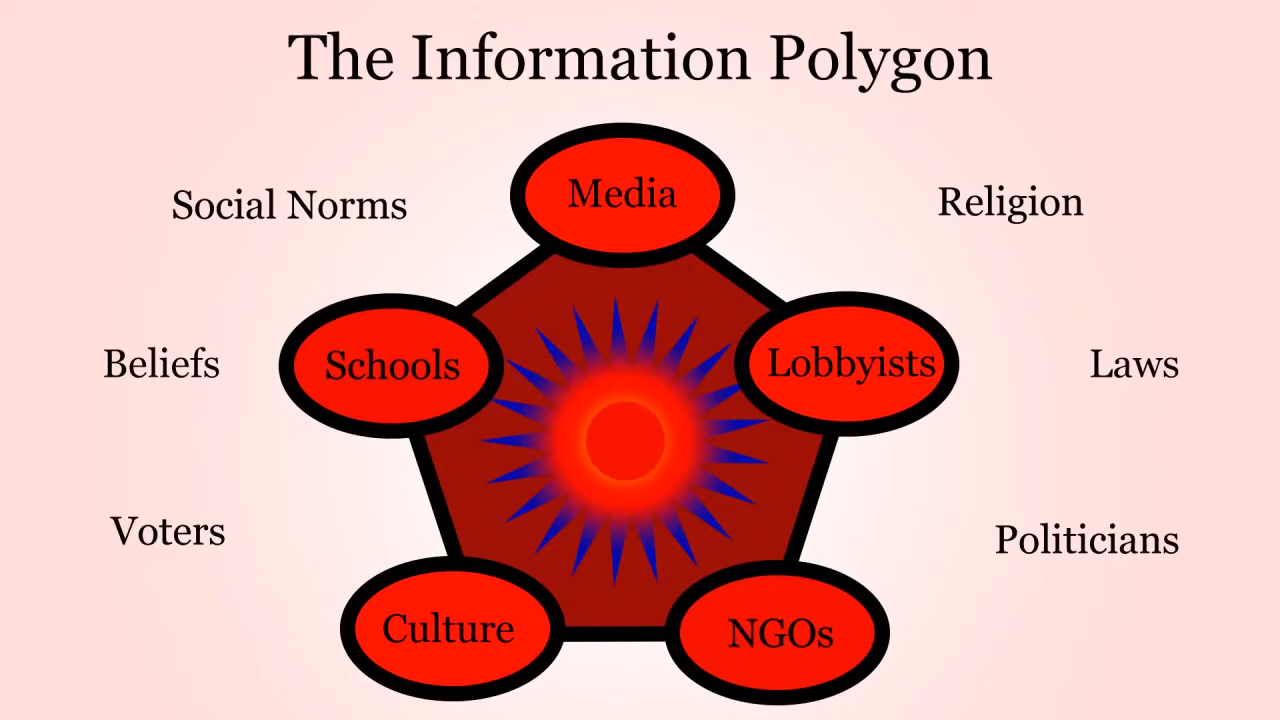 The Information Polygon
Media
Social Norms
Religion
Schools
Lobbyists
Beliefs
Laws
Voters
Politicians
Culture
NGOs